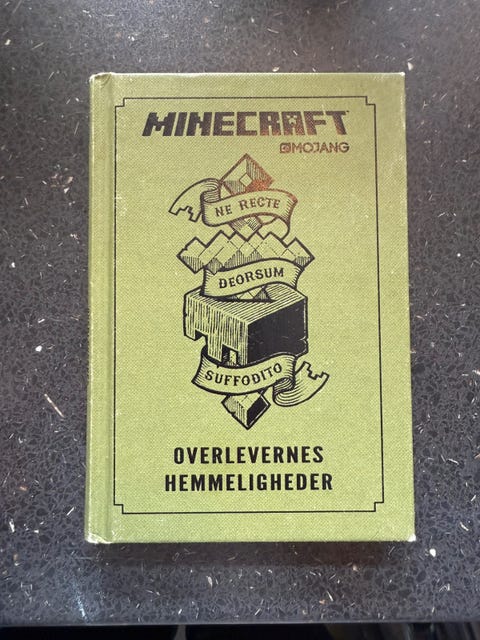 MINECRAFT
MOJANG
NE RECTE
DEORSUM
SUFFODITO
OVERLEVERNES
HEMMELIGHEDER